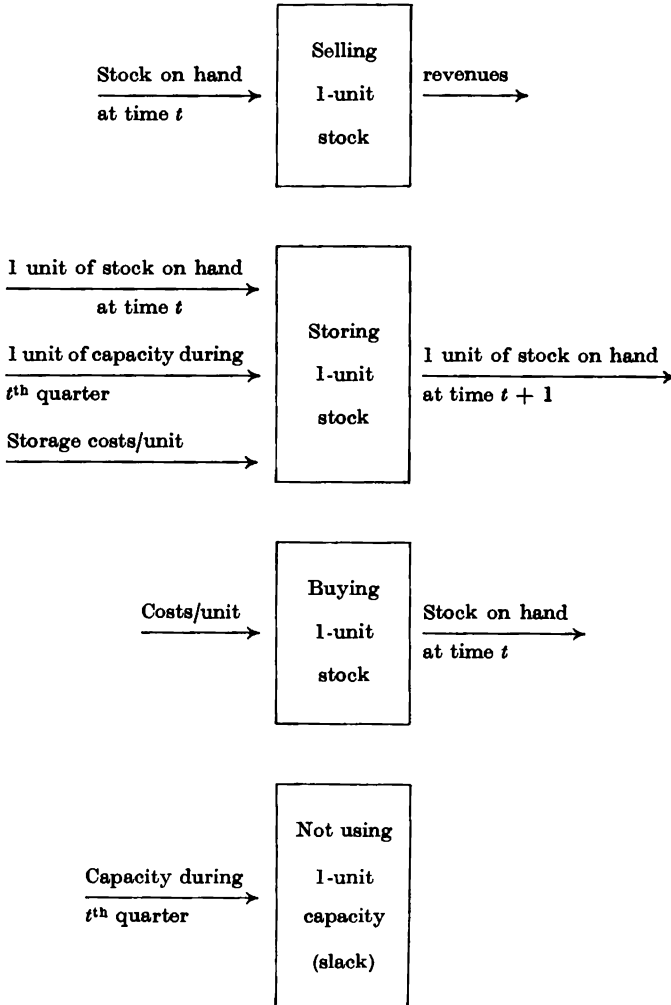 Stock on hand
at time t
Selling
1-unit
stock
revenues
1 unit of stock on hand
at time t
1 unit of capacity during
tth quarter
Storage costs/unit
Storing
1-unit
stock
1 unit of stock on hand
at time t + 1
Costs/unit
Buying
1-unit
stock
Stock on hand
at time t
Capacity during
tth quarter
Not using
1-unit
capacity
(slack)